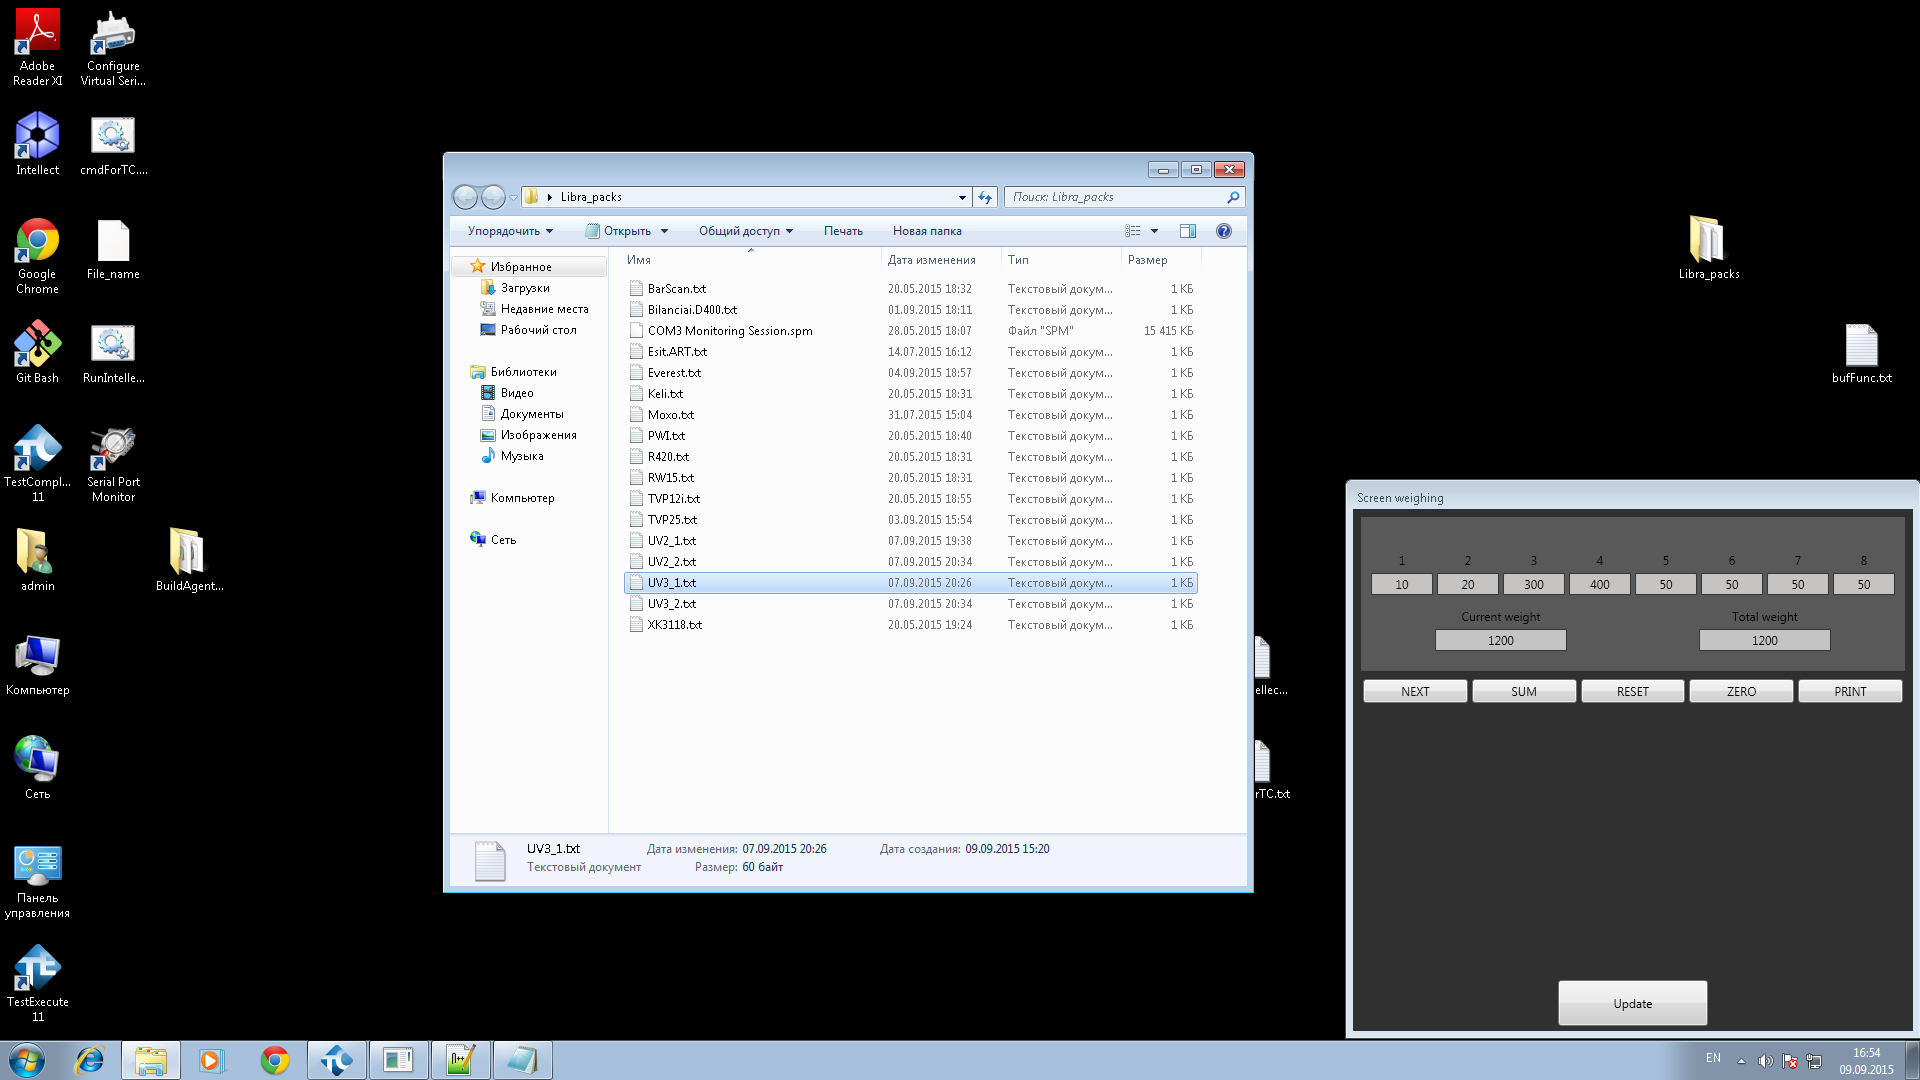 Adobe
Reader XI
Configure
Virtual Seri...
Intellect
cmdForTC....
Google
Chrome
File_name
Git Bash
RunIntelle...
TestCompl...
11
Serial Port
Monitor
admin
BuildAgent...
Компьютер
Сеть
Панель
управления
TestExecute
11
Libra_packs
Поиск: Libra_packs
Упорядочить
Открыть
Общий доступ
Печать
Новая папка
Избранное
Загрузки
Недавние места
Рабочий стол
Библиотеки
Видео
Документы
Изображения
Музыка
Компьютер
Сеть
Имя Дата изменения Тип Размер
BarScan.txt 20.05.2015 18:32 Текстовый докум... 1 КБ
Bilanciai.D400.txt 01.09.2015 18:11 Текстовый докум... 1 КБ
COM3 Monitoring Session.spm 28.05.2015 18:07 Файл "SPM" 15 415 КБ
Esit.ART.txt 14.07.2015 16:12 Текстовый докум... 1 КБ
Everest.txt 04.09.2015 18:57 Текстовый докум... 1 КБ
Keli.txt 20.05.2015 18:31 Текстовый докум... 1 КБ
Moxo.txt 31.07.2015 15:04 Текстовый докум... 1 КБ
PWI.txt 20.05.2015 18:40 Текстовый докум... 1 КБ
R420.txt 20.05.2015 18:31 Текстовый докум... 1 КБ
RW15.txt 20.05.2015 18:31 Текстовый докум... 1 КБ
TVP12i.txt 20.05.2015 18:55 Текстовый докум... 1 КБ
TVP25.txt 03.09.2015 15:54 Текстовый докум... 1 КБ
UV2_1.txt 07.09.2015 19:38 Текстовый докум... 1 КБ
UV2_2.txt 07.09.2015 20:34 Текстовый докум... 1 КБ
UV3_1.txt 07.09.2015 20:26 Текстовый докум... 1 КБ
UV3_2.txt 07.09.2015 20:34 Текстовый докум... 1 КБ
XK3118.txt 20.05.2015 19:24 Текстовый докум... 1 КБ
UV3_1.txt Дата изменения: 07.09.2015 20:26 Дата создания: 09.09.2015 15:20
Текстовый документ Размер: 60 байт
ellec...
rTC.txt
Libra_packs
bufFunc.txt
Screen weighing
1 2 3 4 5 6 7 8
10 20 300 400 50 50 50 50
Current weight Total weight
1200 1200
NEXT SUM RESET ZERO PRINT
Update
EN
16:54
09.09.2015